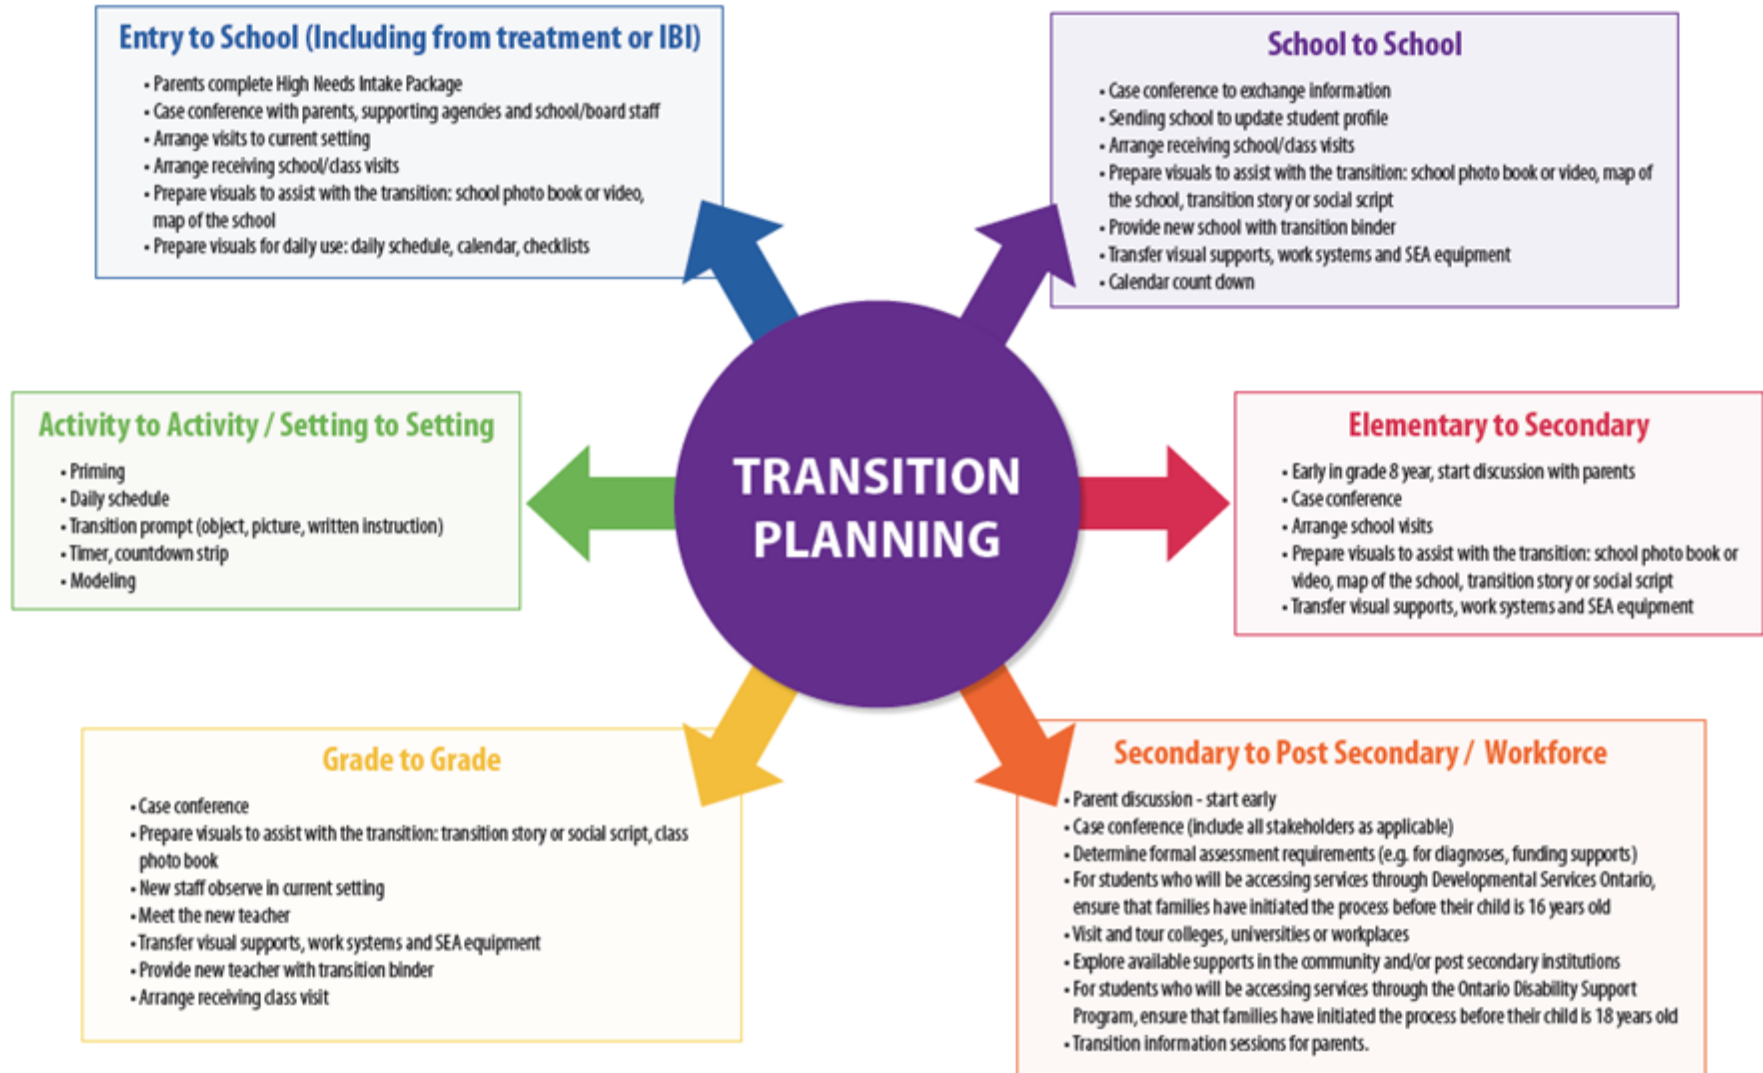 Entry to School (Including from treatment or IBI)
• Parents complete High Needs Intake Package
• Case conference with parents, supporting agencies and school/board staff
• Arrange visits to current setting
• Arrange receiving school/class visits
• Prepare visuals to assist with the transition: school photo book or video,
map of the school
• Prepare visuals for daily use: daily schedule, calendar, checklists
School to School
• Case conference to exchange information
• Sending school to update student profile
• Arrange receiving school/class visits
• Prepare visuals to assist with the transition: school photo book or video, map of
the school, transition story or social script
• Provide new school with transition binder
• Transfer visual supports, work systems and SEA equipment
• Calendar count down
Activity to Activity / Setting to Setting
• Priming
• Daily schedule
• Transition prompt (object, picture, written instruction)
• Timer, countdown strip
• Modeling
TRANSITION
PLANNING
Elementary to Secondary
• Early in grade 8 year, start discussion with parents
• Case conference
• Arrange school visits
• Prepare visuals to assist with the transition: school photo book or
video, map of the school, transition story or social script
• Transfer visual supports, work systems and SEA equipment
Grade to Grade
• Case conference
• Prepare visuals to assist with the transition: transition story or social script, class
photo book
• New staff observe in current setting
• Meet the new teacher
• Transfer visual supports, work systems and SEA equipment
• Provide new teacher with transition binder
• Arrange receiving class visit
Secondary to Post Secondary / Workforce
• Parent discussion - start early
• Case conference (include all stakeholders as applicable)
• Determine formal assessment requirements (e.g. for diagnoses, funding supports)
• For students who will be accessing services through Developmental Services Ontario,
ensure that families have initiated the process before their child is 16 years old
• Visit and tour colleges, universities or workplaces
• Explore available supports in the community and/or post secondary institutions
• For students who will be accessing services through the Ontario Disability Support
Program, ensure that families have initiated the process before their child is 18 years old
• Transition information sessions for parents.